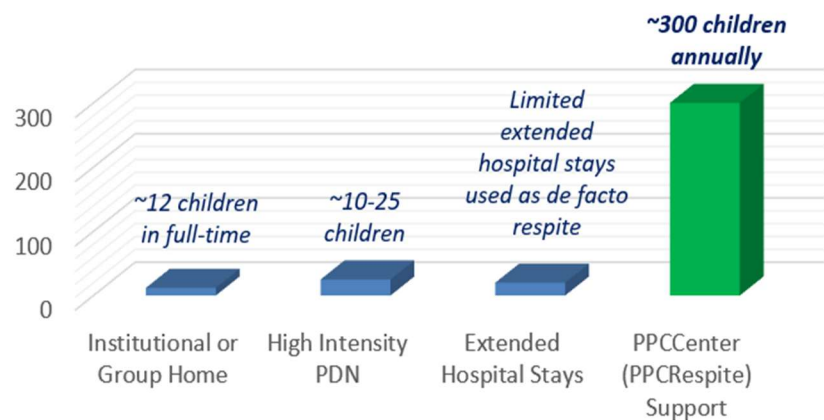 ~300 children
annually
Limited
extended
hospital stays
used as de facto
respite
~12 children
in full-time
~10-25
children
300
200
100
0
Institutional or
Group Home
High Intensity
PDN
Extended
Hospital Stays
PPCCenter
(PPCRespite)
Support